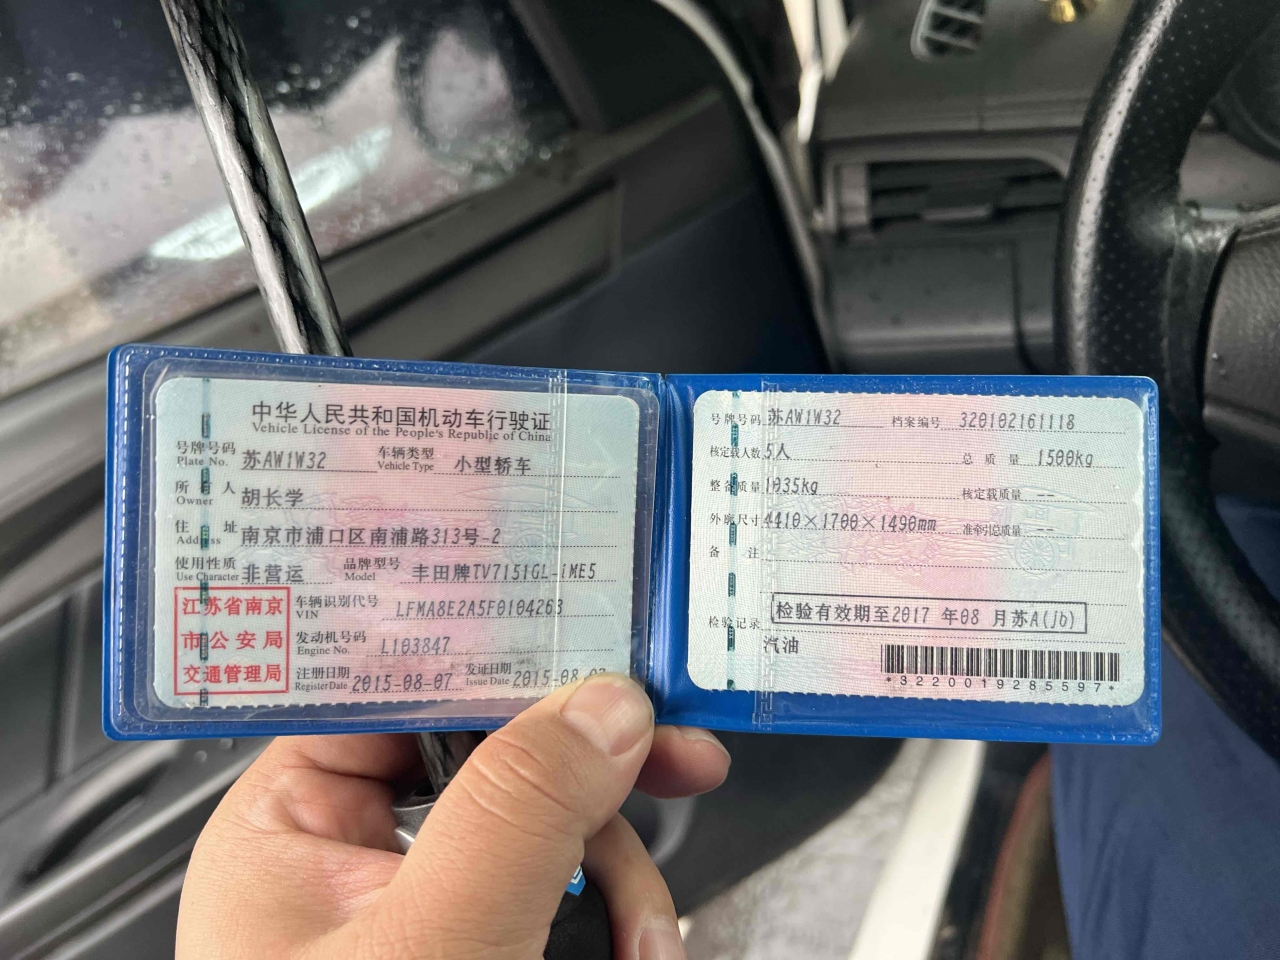 中华人民共和国机动车行驶证
Vehicle License of the People's Republic of China
号牌号码 苏AW1W32 车辆类型 小型轿车
Plate No. Vehicle Type
所有人 胡长学
Owner
住址 南京市浦口区南浦路313号-2
Address
使用性质 非营运 品牌型号 丰田牌TV7151GL-iME5
Use Character Model
江苏省南京
市公安局
交通管理局
车辆识别代号 LFMA8E2A5F0104263
VIN
发动机号码 L103847
Engine No.
注册日期 2015-08-07 发证日期 2015-08-07
Register Date Issue Date
号牌号码 苏AW1W32 档案编号 320102161118
核定载人数 5人 总质量 1500kg
整备质量 1035kg 核定载质量 --
外廓尺寸 4410×1700×1490mm 准牵引总质量 --
备注
检验记录 检验有效期至2017 年08 月苏A(jb)
汽油
*3220019285597*